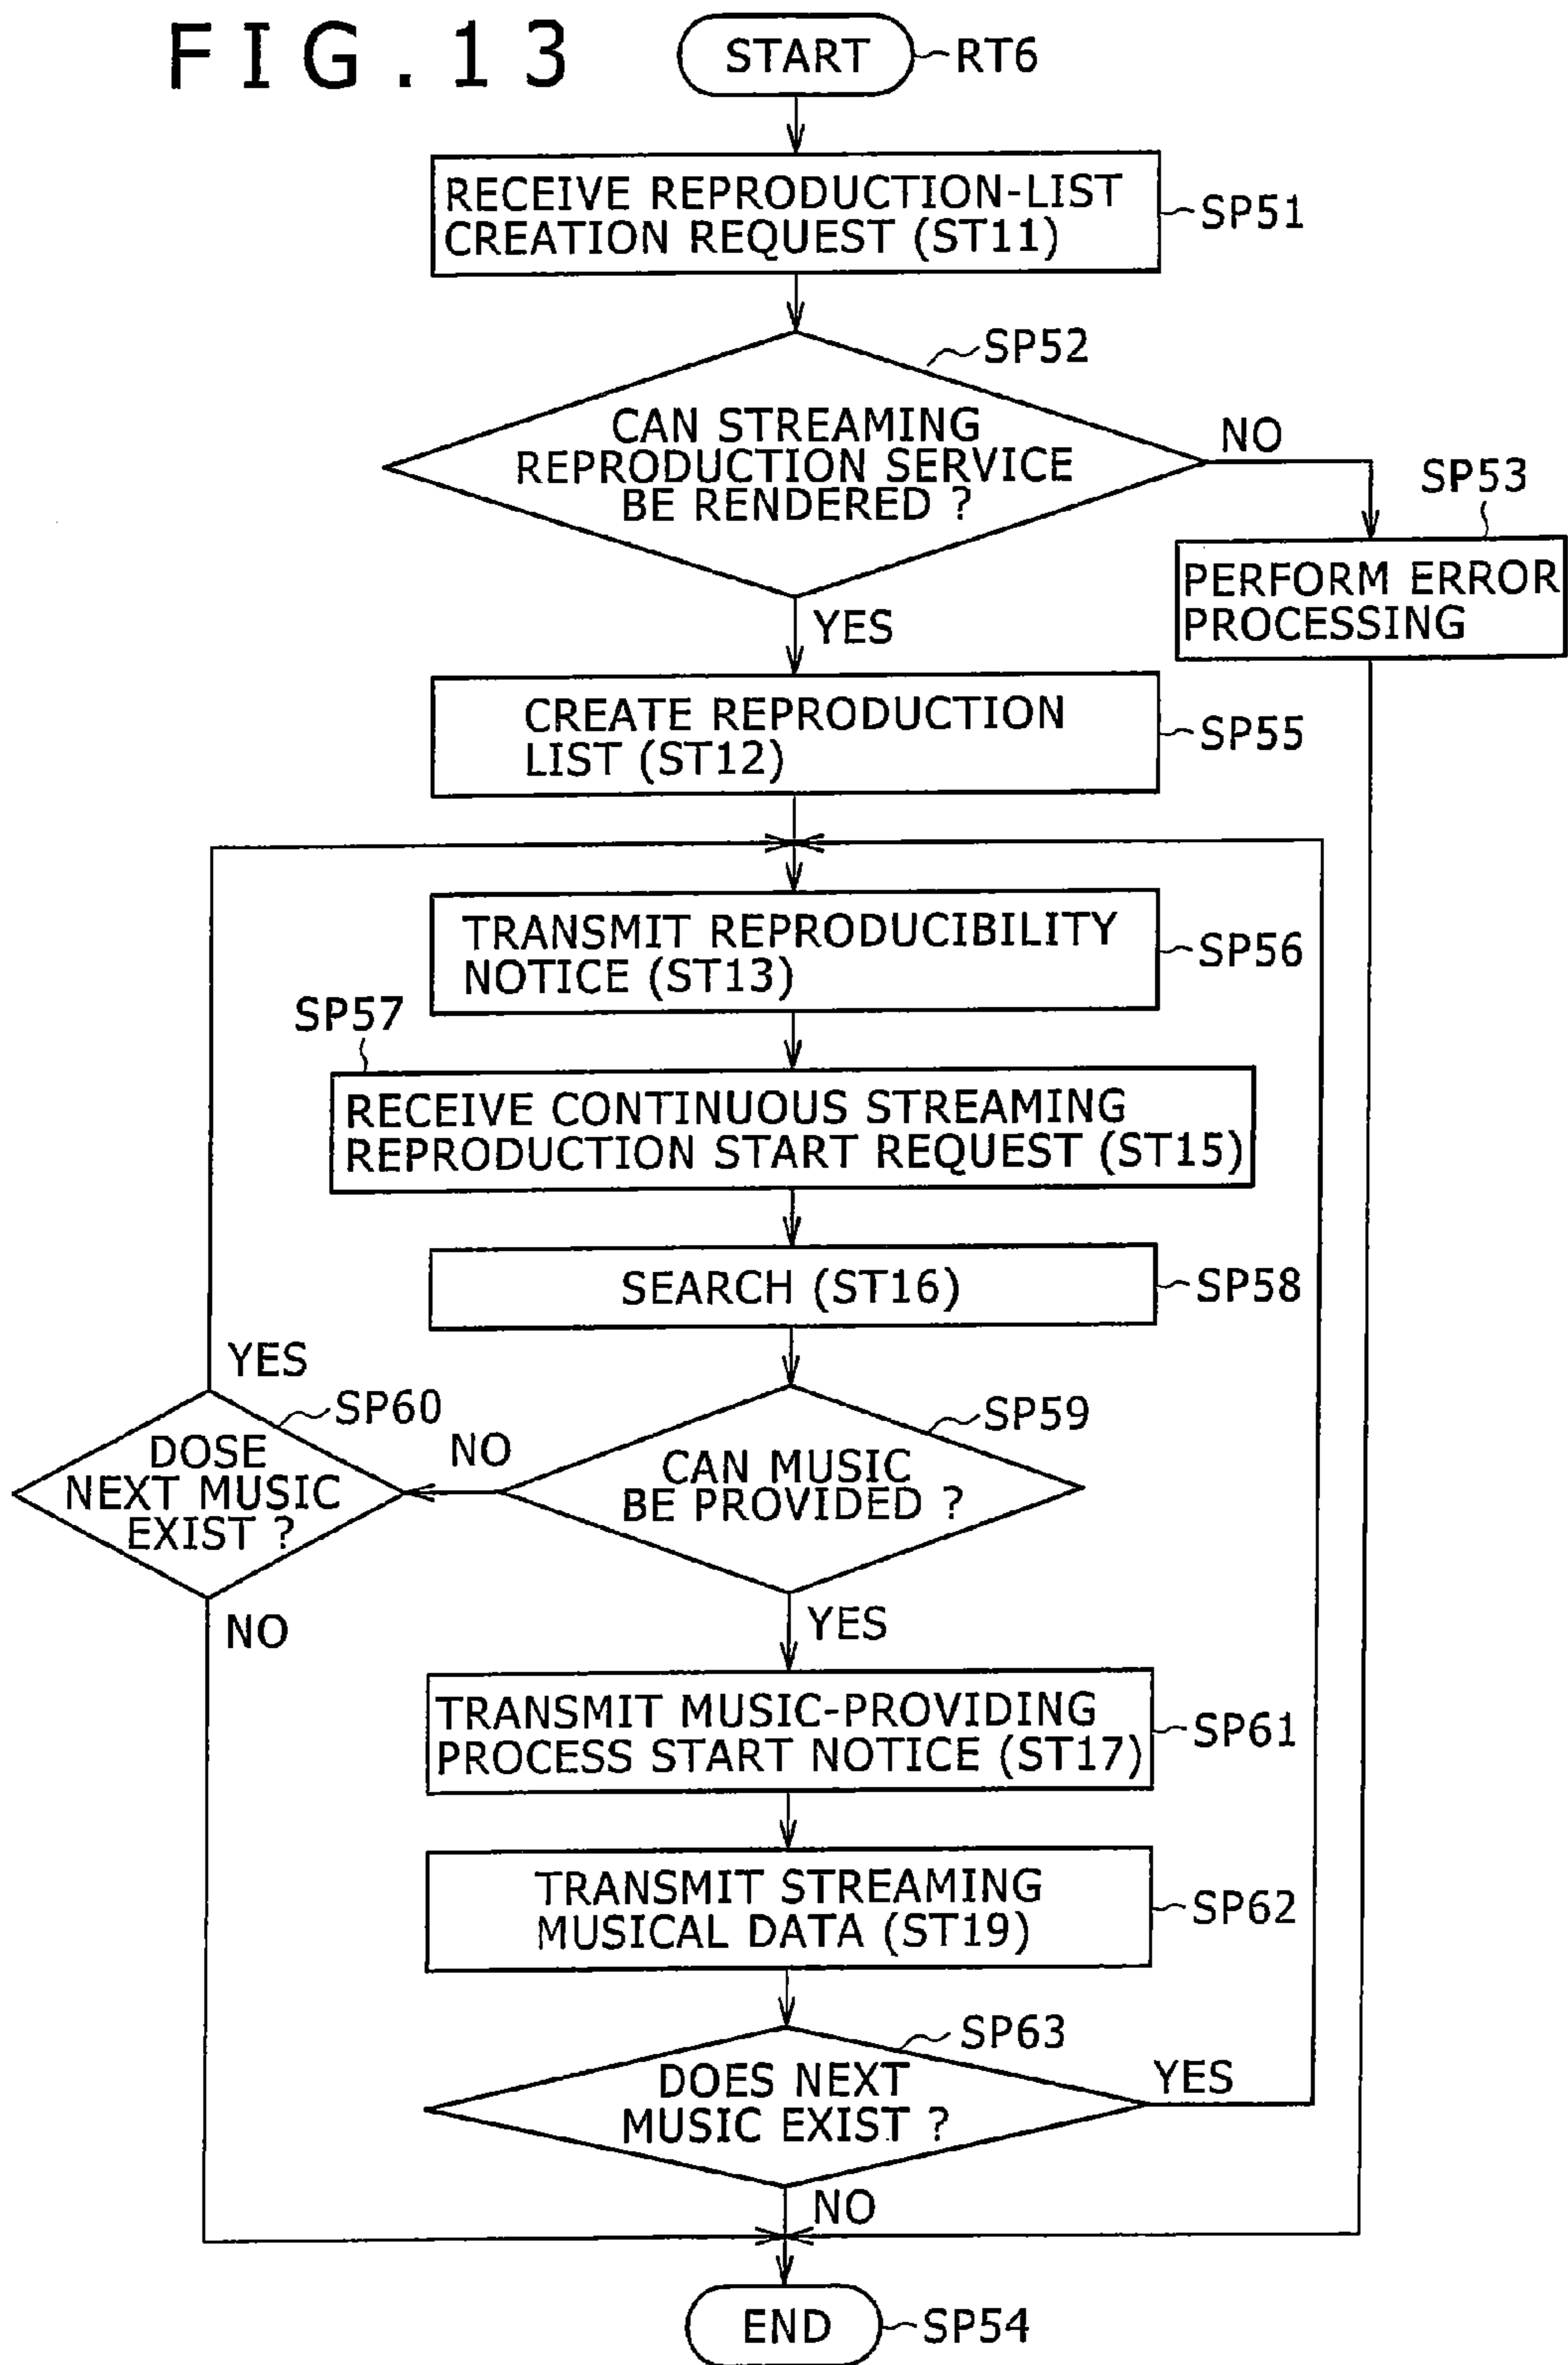 FIG.13
START
RT6
RECEIVE REPRODUCTION-LIST
CREATION REQUEST (ST11)
SP51
SP52
CAN STREAMING
REPRODUCTION SERVICE
BE RENDERED ?
NO
SP53
PERFORM ERROR
PROCESSING
YES
CREATE REPRODUCTION
LIST (ST12)
SP55
TRANSMIT REPRODUCIBILITY
NOTICE (ST13)
SP56
SP57
RECEIVE CONTINUOUS STREAMING
REPRODUCTION START REQUEST (ST15)
SEARCH (ST16)
SP58
YES
SP60
DOSE
NEXT MUSIC
EXIST ?
NO
SP59
CAN MUSIC
BE PROVIDED ?
NO
YES
TRANSMIT MUSIC-PROVIDING
PROCESS START NOTICE (ST17)
SP61
TRANSMIT STREAMING
MUSICAL DATA (ST19)
SP62
SP63
DOES NEXT
MUSIC EXIST ?
YES
NO
END
SP54